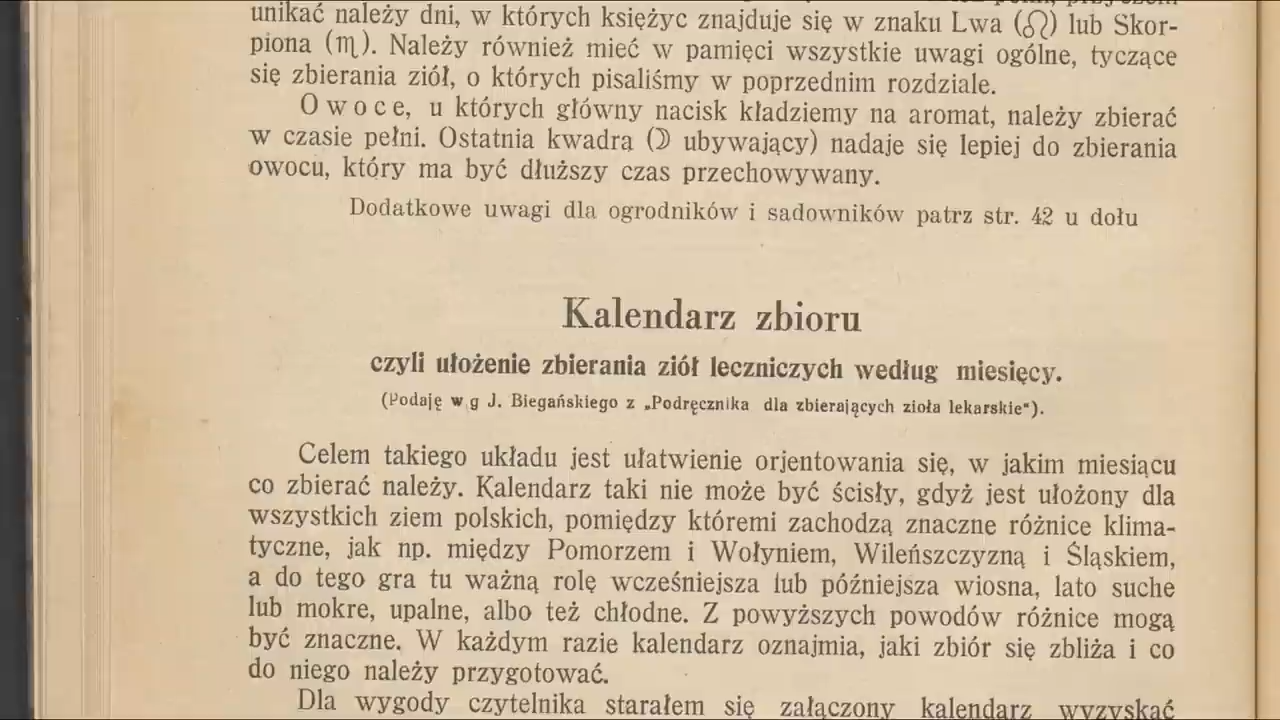 unikać należy dni, w których księżyc znajduje się w znaku Lwa (♌) lub Skor-
piona (♏). Należy również mieć w pamięci wszystkie uwagi ogólne, tyczące
się zbierania ziół, o których pisaliśmy w poprzednim rozdziale.
Owoce, u których główny nacisk kładziemy na aromat, należy zbierać
w czasie pełni. Ostatnia kwadra (☽ ubywający) nadaje się lepiej do zbierania
owocu, który ma być dłuższy czas przechowywany.
Dodatkowe uwagi dla ogrodników i sadowników patrz str. 42 u dołu
Kalendarz zbioru
czyli ułożenie zbierania ziół leczniczych według miesięcy.
(Podaję w g J. Biegańskiego z „Podręcznika dla zbierających zioła lekarskie").
Celem takiego układu jest ułatwienie orjentowania się, w jakim miesiącu
co zbierać należy. Kalendarz taki nie może być ścisły, gdyż jest ułożony dla
wszystkich ziem polskich, pomiędzy któremi zachodzą znaczne różnice klima-
tyczne, jak np. między Pomorzem i Wołyniem, Wileńszczyzną i Śląskiem,
a do tego gra tu ważną rolę wcześniejsza lub późniejsza wiosna, lato suche
lub mokre, upalne, albo też chłodne. Z powyższych powodów różnice mogą
być znaczne. W każdym razie kalendarz oznajmia, jaki zbiór się zbliża i co
do niego należy przygotować.
Dla wygody czytelnika starałem się załączony kalendarz wyzyskać